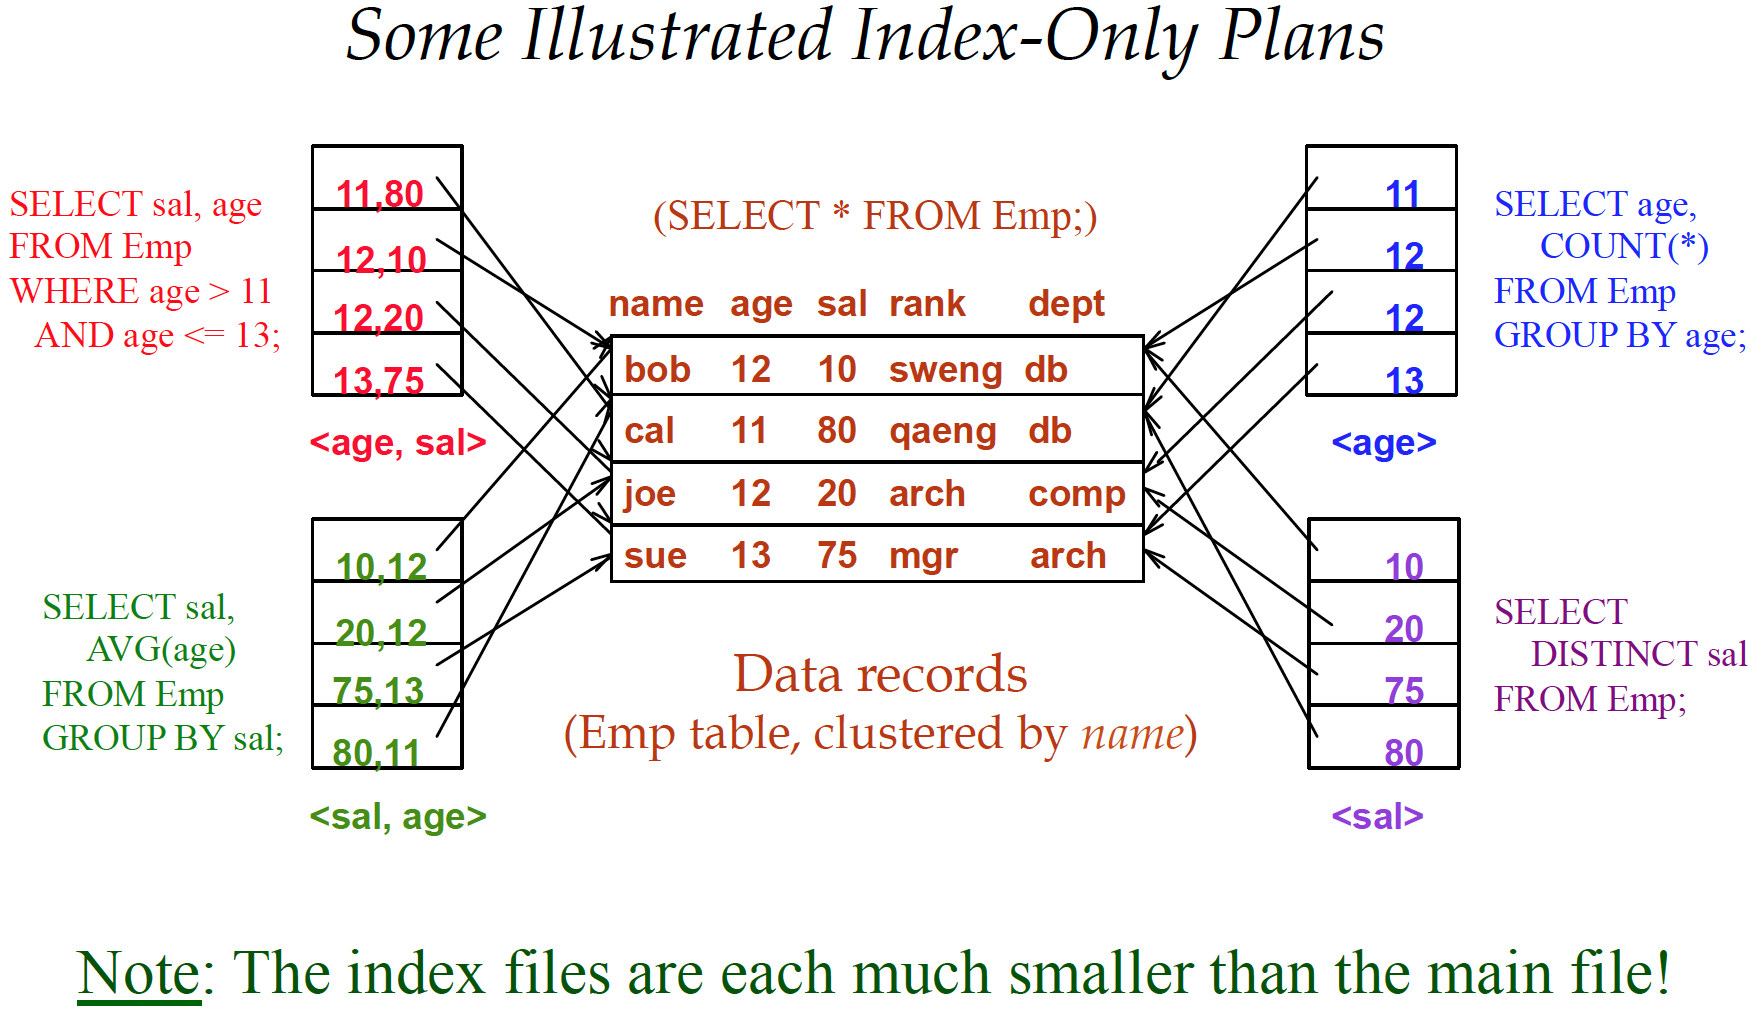 Some Illustrated Index-Only Plans
SELECT sal, age
FROM Emp
WHERE age > 11
AND age <= 13;
11,80
12,10
12,20
13,75
<age, sal>
SELECT sal,
AVG(age)
FROM Emp
GROUP BY sal;
10,12
20,12
75,13
80,11
<sal, age>
(SELECT * FROM Emp;)
name age sal rank dept
bob 12 10 sweng db
cal 11 80 qaeng db
joe 12 20 arch comp
sue 13 75 mgr arch
Data records
(Emp table, clustered by name)
11
12
12
13
<age>
SELECT age,
COUNT(*)
FROM Emp
GROUP BY age;
10
20
75
80
<sal>
SELECT
DISTINCT sal
FROM Emp;
Note: The index files are each much smaller than the main file!